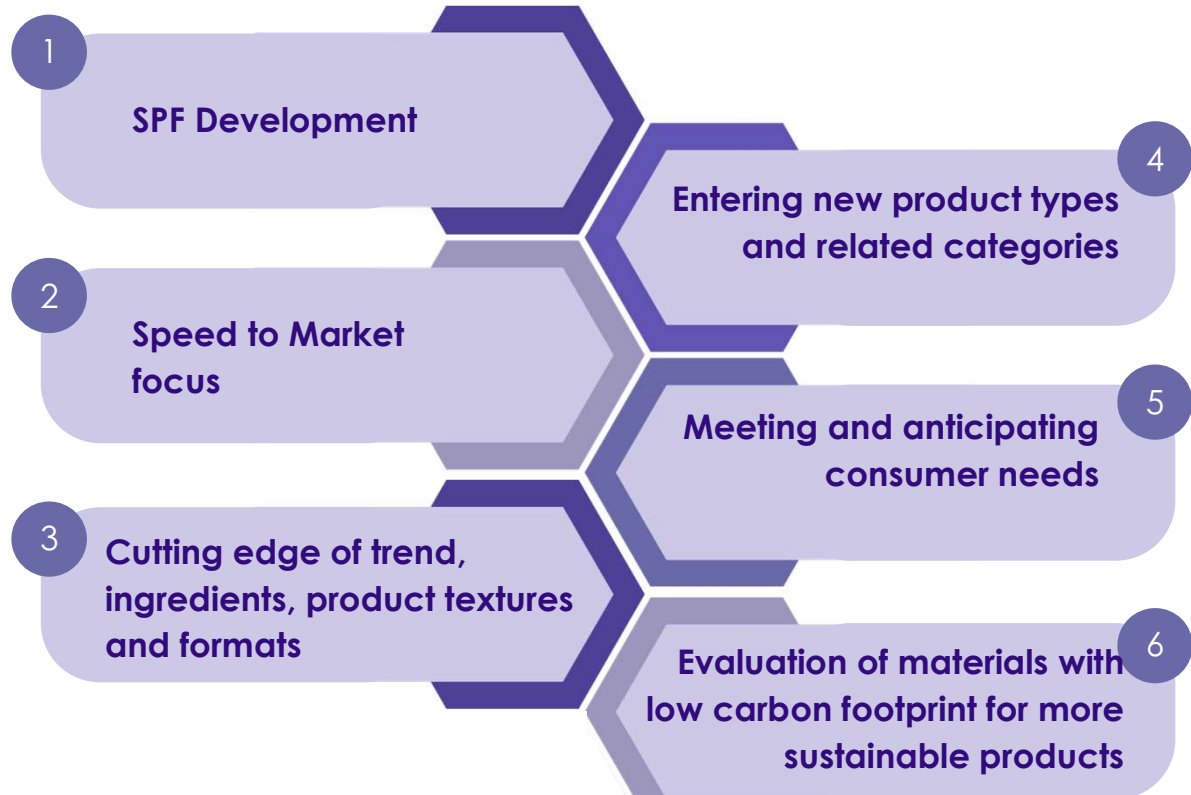 1
SPF Development
2
Speed to Market
focus
3
Cutting edge of trend,
ingredients, product textures
and formats
4
Entering new product types
and related categories
5
Meeting and anticipating
consumer needs
6
Evaluation of materials with
low carbon footprint for more
sustainable products